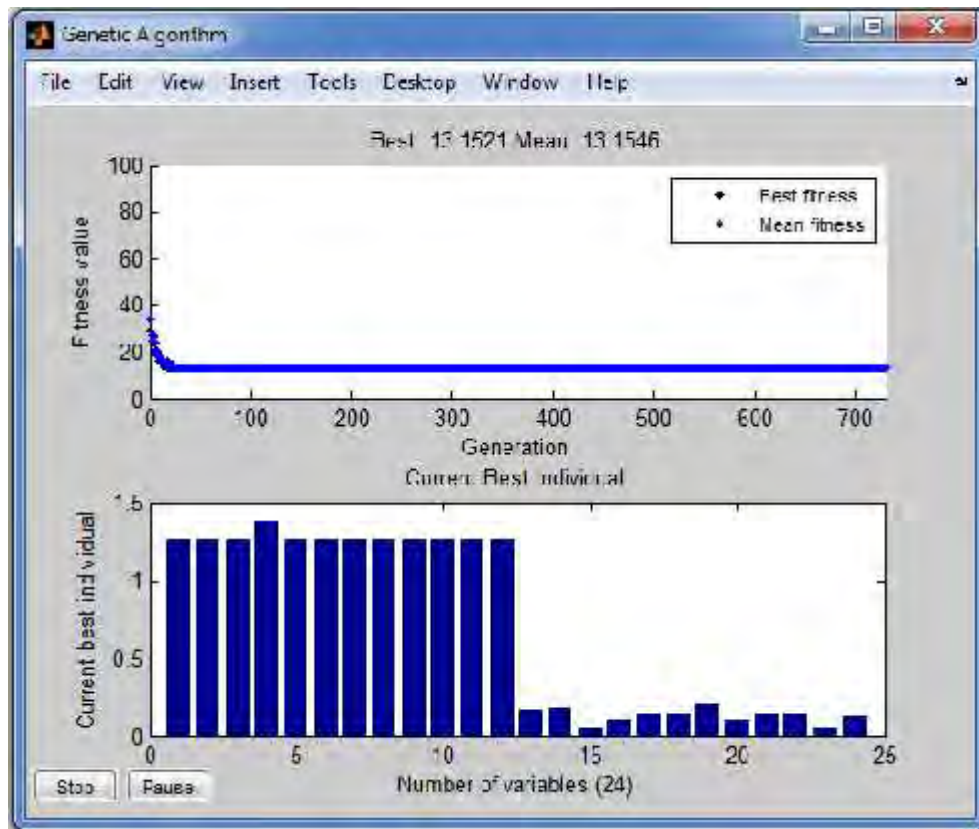 Genetic Algorithm
File Edit View Insert Tools Desktop Window Help
Best: 13.1521 Mean: 13.1546
100
80
60
40
20
0
Fitness value
Best fitness
Mean fitness
0 100 200 300 400 500 600 700
Generation
Current Best Individual
1.5
1
0.5
0
Current best individual
0 5 10 15 20 25
Number of variables (24)
Stop Pause